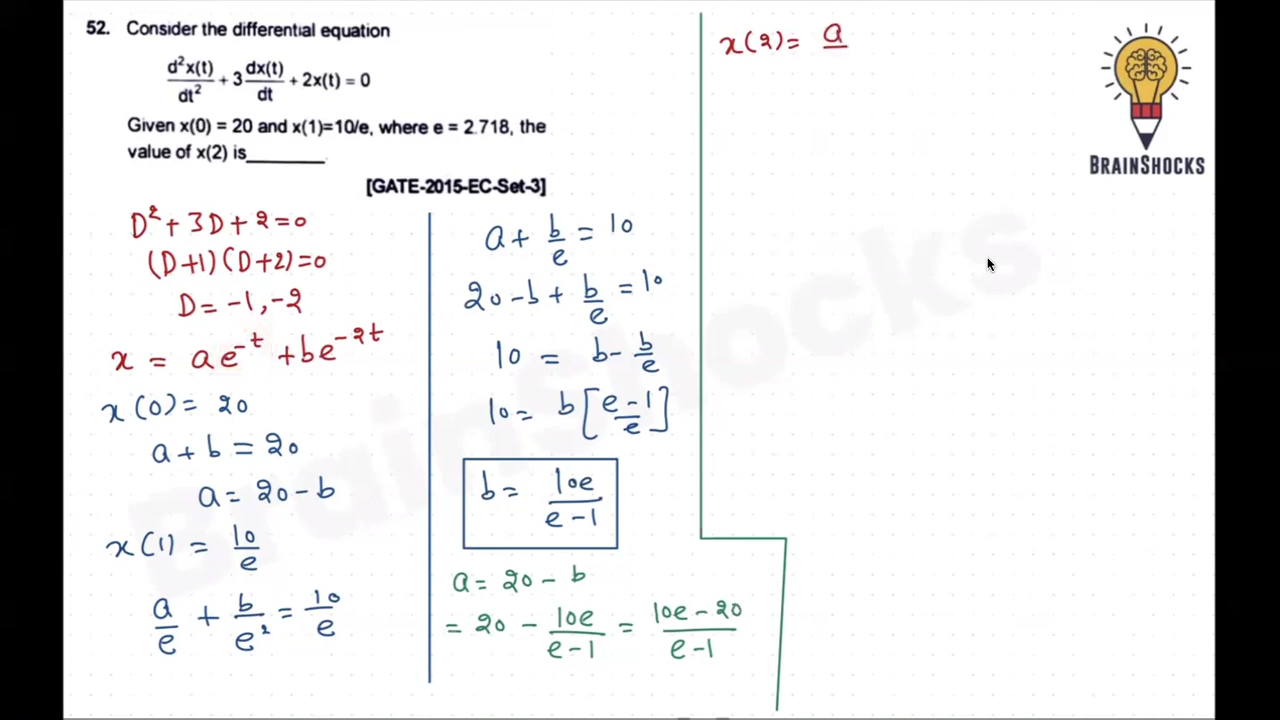 52. Consider the differential equation
d²x(t)/dt² + 3 dx(t)/dt + 2x(t) = 0
Given x(0) = 20 and x(1)=10/e, where e = 2.718, the
value of x(2) is________.
[GATE-2015-EC-Set-3]
D² + 3D + 2 = 0
(D+1)(D+2)=0
D = -1, -2
x = ae^-t + be^-2t
x(0) = 20
a + b = 20
a = 20 - b
x(1) = 10/e
a/e + b/e² = 10/e
a + b/e = 10
20 - b + b/e = 10
10 = b - b/e
10 = b[e-1/e]
b = 10e/e-1
a = 20 - b
= 20 - 10e/e-1 = 10e-20/e-1
x(2) = a
BRAINSHOCKS
BrainShocks